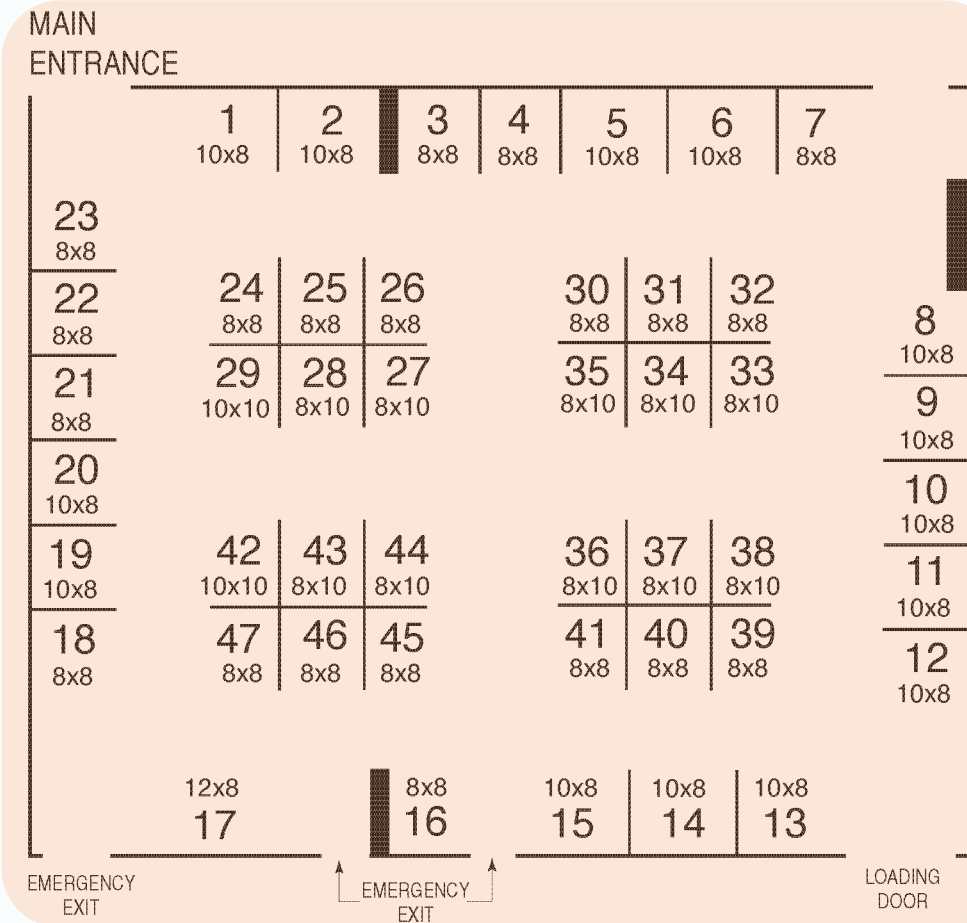 MAIN
ENTRANCE
1 2 3 4 5 6 7
10x8 10x8 8x8 8x8 10x8 10x8 8x8
23
8x8
22
8x8
21
8x8
20
10x8
19
10x8
18
8x8
24 25 26
8x8 8x8 8x8
29 28 27
10x10 8x10 8x10
30 31 32
8x8 8x8 8x8
35 34 33
8x10 8x10 8x10
8
10x8
9
10x8
10
10x8
11
10x8
12
10x8
42 43 44
10x10 8x10 8x10
47 46 45
8x8 8x8 8x8
36 37 38
8x10 8x10 8x10
41 40 39
8x8 8x8 8x8
12x8 8x8 10x8 10x8 10x8
17 16 15 14 13
EMERGENCY
EXIT
EMERGENCY
EXIT
LOADING
DOOR